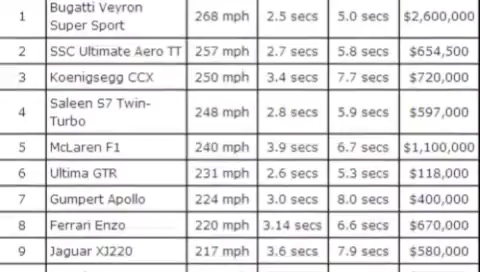 1 Bugatti Veyron Super Sport 268 mph 2.5 secs 5.0 secs $2,600,000
2 SSC Ultimate Aero TT 257 mph 2.7 secs 5.8 secs $654,500
3 Koenigsegg CCX 250 mph 3.4 secs 7.7 secs $720,000
4 Saleen S7 Twin-Turbo 248 mph 2.8 secs 5.9 secs $597,000
5 McLaren F1 240 mph 3.9 secs 6.7 secs $1,100,000
6 Ultima GTR 231 mph 2.6 secs 5.3 secs $118,000
7 Gumpert Apollo 224 mph 3.0 secs 8.0 secs $400,000
8 Ferrari Enzo 220 mph 3.14 secs 6.6 secs $670,000
9 Jaguar XJ220 217 mph 3.6 secs 7.9 secs $580,000